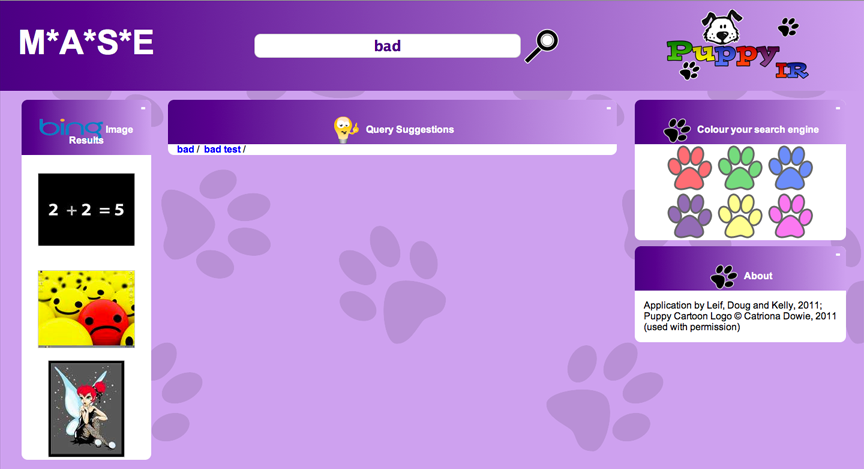 M*A*S*E
bad
Puppy
IR
bing Image
Results
2 + 2 = 5
Query Suggestions
bad / bad test /
Colour your search engine
About
Application by Leif, Doug and Kelly, 2011;
Puppy Cartoon Logo © Catriona Dowie, 2011
(used with permission)